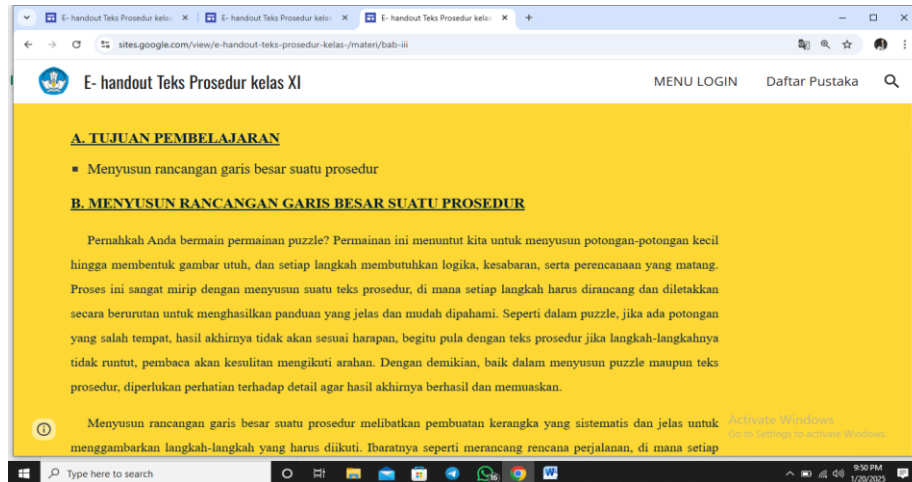 E- handout Teks Prosedur kelas
E- handout Teks Prosedur kelas
E- handout Teks Prosedur kelas
sites.google.com/view/e-handout-teks-prosedur-kelas-/materi/bab-iii
E- handout Teks Prosedur kelas XI
MENU LOGIN
Daftar Pustaka
A. TUJUAN PEMBELAJARAN
▪ Menyusun rancangan garis besar suatu prosedur
B. MENYUSUN RANCANGAN GARIS BESAR SUATU PROSEDUR
Pernahkah Anda bermain permainan puzzle? Permainan ini menuntut kita untuk menyusun potongan-potongan kecil
hingga membentuk gambar utuh, dan setiap langkah membutuhkan logika, kesabaran, serta perencanaan yang matang.
Proses ini sangat mirip dengan menyusun suatu teks prosedur, di mana setiap langkah harus dirancang dan diletakkan
secara berurutan untuk menghasilkan panduan yang jelas dan mudah dipahami. Seperti dalam puzzle, jika ada potongan
yang salah tempat, hasil akhirnya tidak akan sesuai harapan, begitu pula dengan teks prosedur jika langkah-langkahnya
tidak runtut, pembaca akan kesulitan mengikuti arahan. Dengan demikian, baik dalam menyusun puzzle maupun teks
prosedur, diperlukan perhatian terhadap detail agar hasil akhirnya berhasil dan memuaskan.
Menyusun rancangan garis besar suatu prosedur melibatkan pembuatan kerangka yang sistematis dan jelas untuk
menggambarkan langkah-langkah yang harus diikuti. Ibaratnya seperti merancang rencana perjalanan, di mana setiap
Activate Windows
Go to Settings to activate Windows.
Type here to search
16
9:50 PM
1/20/2025